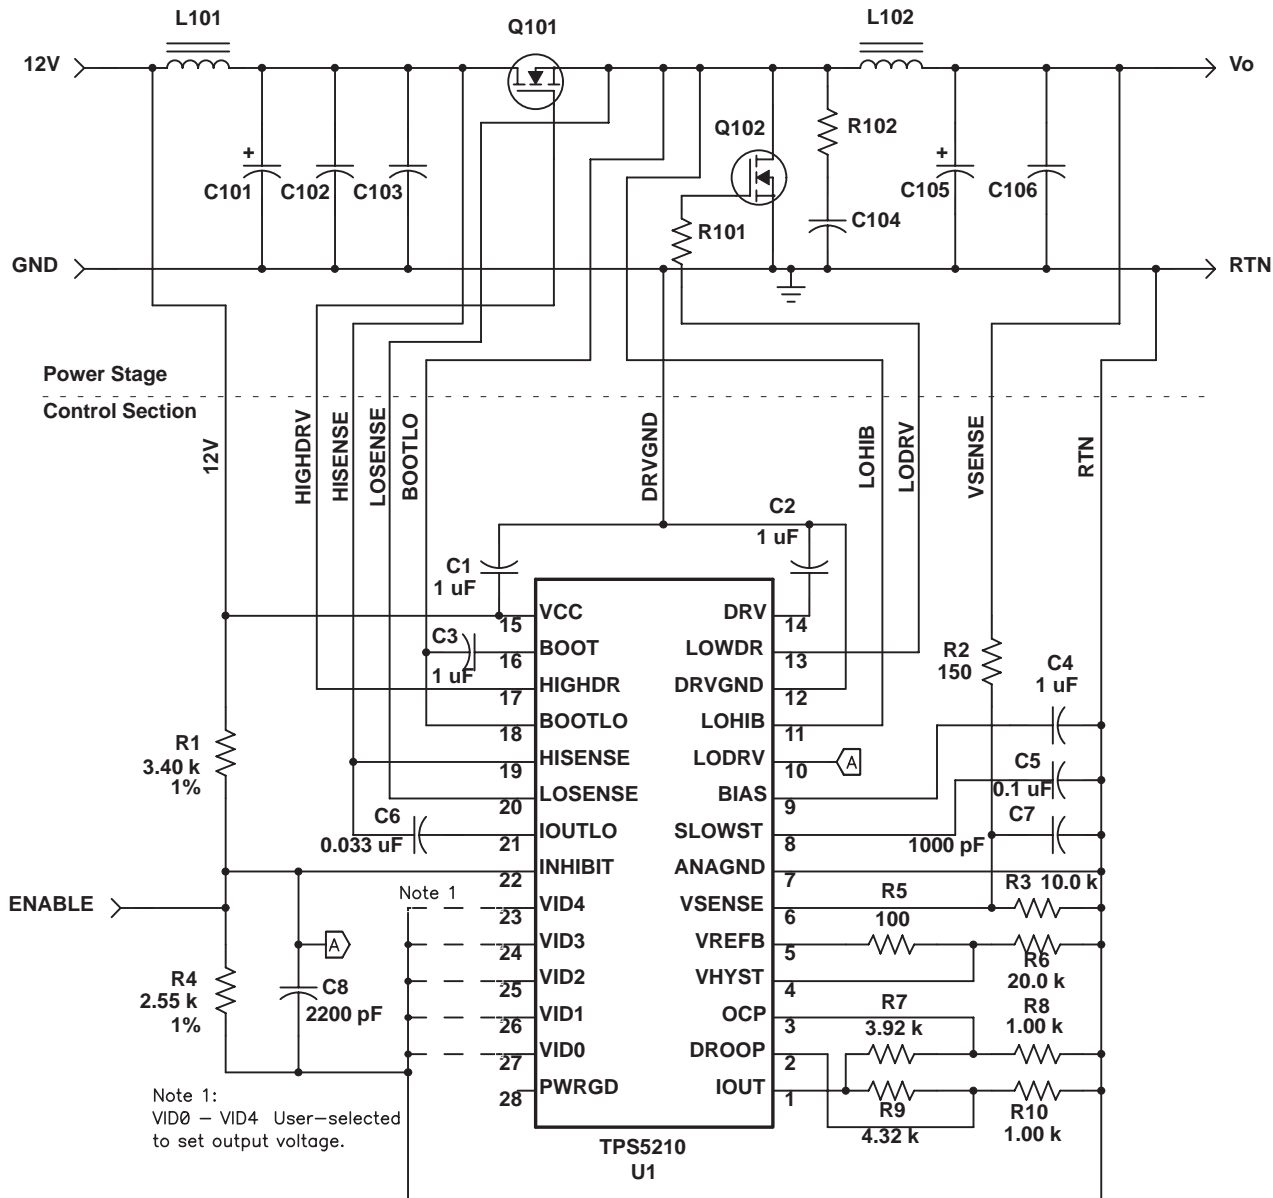 L101
Q101
L102
12V
Vo
C101
+
C102
C103
Q102
R102
R101
C104
+
C105
C106
GND
RTN
Power Stage
Control Section
12V
HIGHDRV
HISENSE
LOSENSE
BOOTLO
DRVGND
LOHIB
LODRV
VSENSE
RTN
C1
1 uF
C2
1 uF
C3
1 uF
R1
3.40 k
1%
R2
150
C4
1 uF
C5
0.1 uF
C7
1000 pF
C6
0.033 uF
15 VCC
16 BOOT
17 HIGHDR
18 BOOTLO
19 HISENSE
20 LOSENSE
21 IOUTLO
22 INHIBIT
23 VID4
24 VID3
25 VID2
26 VID1
27 VID0
28 PWRGD
DRV 14
LOWDR 13
DRVGND 12
LOHIB 11
LODRV 10
A
BIAS 9
SLOWST 8
ANAGND 7
VSENSE 6
VREFB 5
VHYST 4
OCP 3
DROOP 2
IOUT 1
ENABLE
Note 1
A
R4
2.55 k
1%
C8
2200 pF
R3 10.0 k
R5
100
R6
20.0 k
R7
3.92 k
R8
1.00 k
R9
4.32 k
R10
1.00 k
Note 1:
VID0 – VID4 User–selected
to set output voltage.
TPS5210
U1